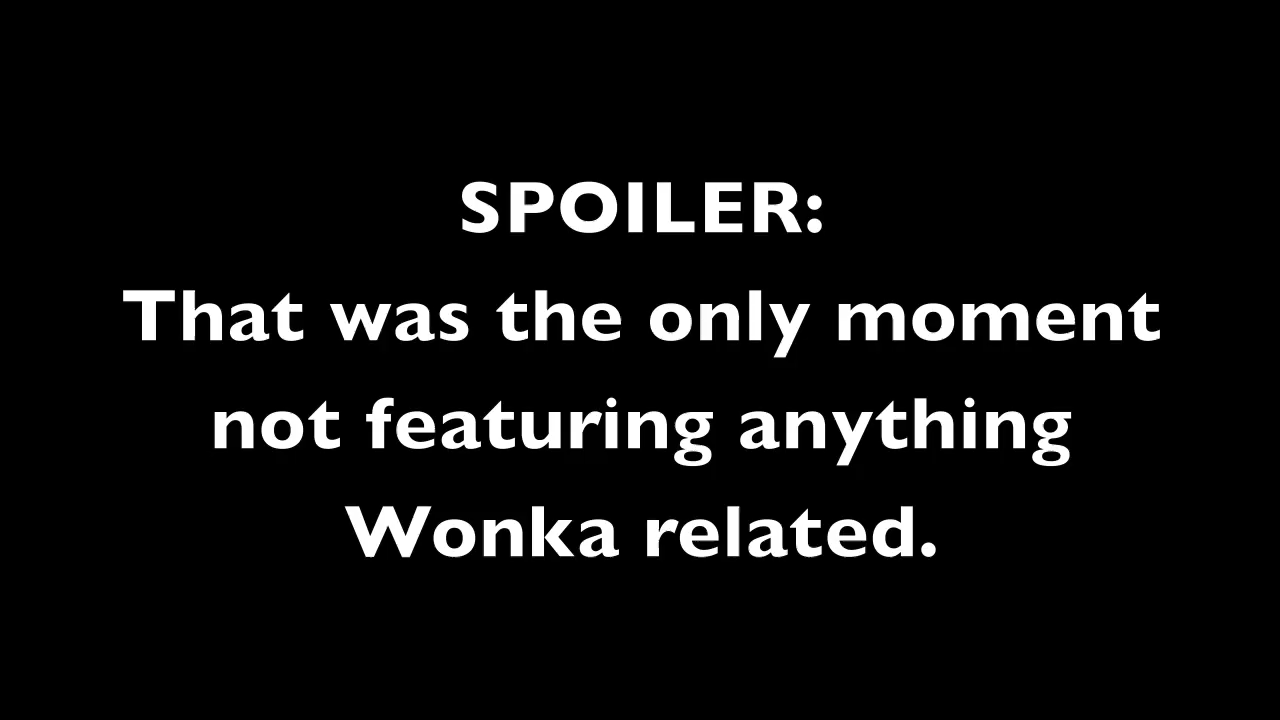 SPOILER:
That was the only moment
not featuring anything
Wonka related.